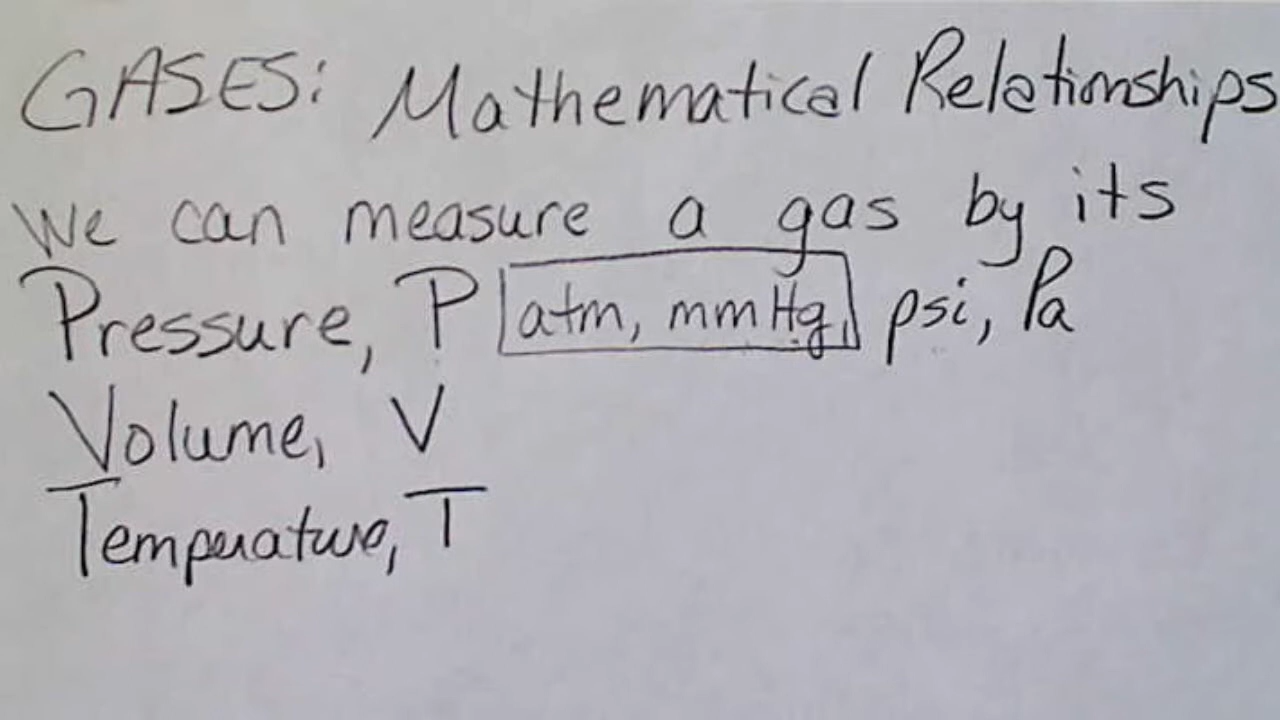 GASES: Mathematical Relationships
We can measure a gas by its
Pressure, P atm, mmHg, psi, Pa
Volume, V
Temperature, T